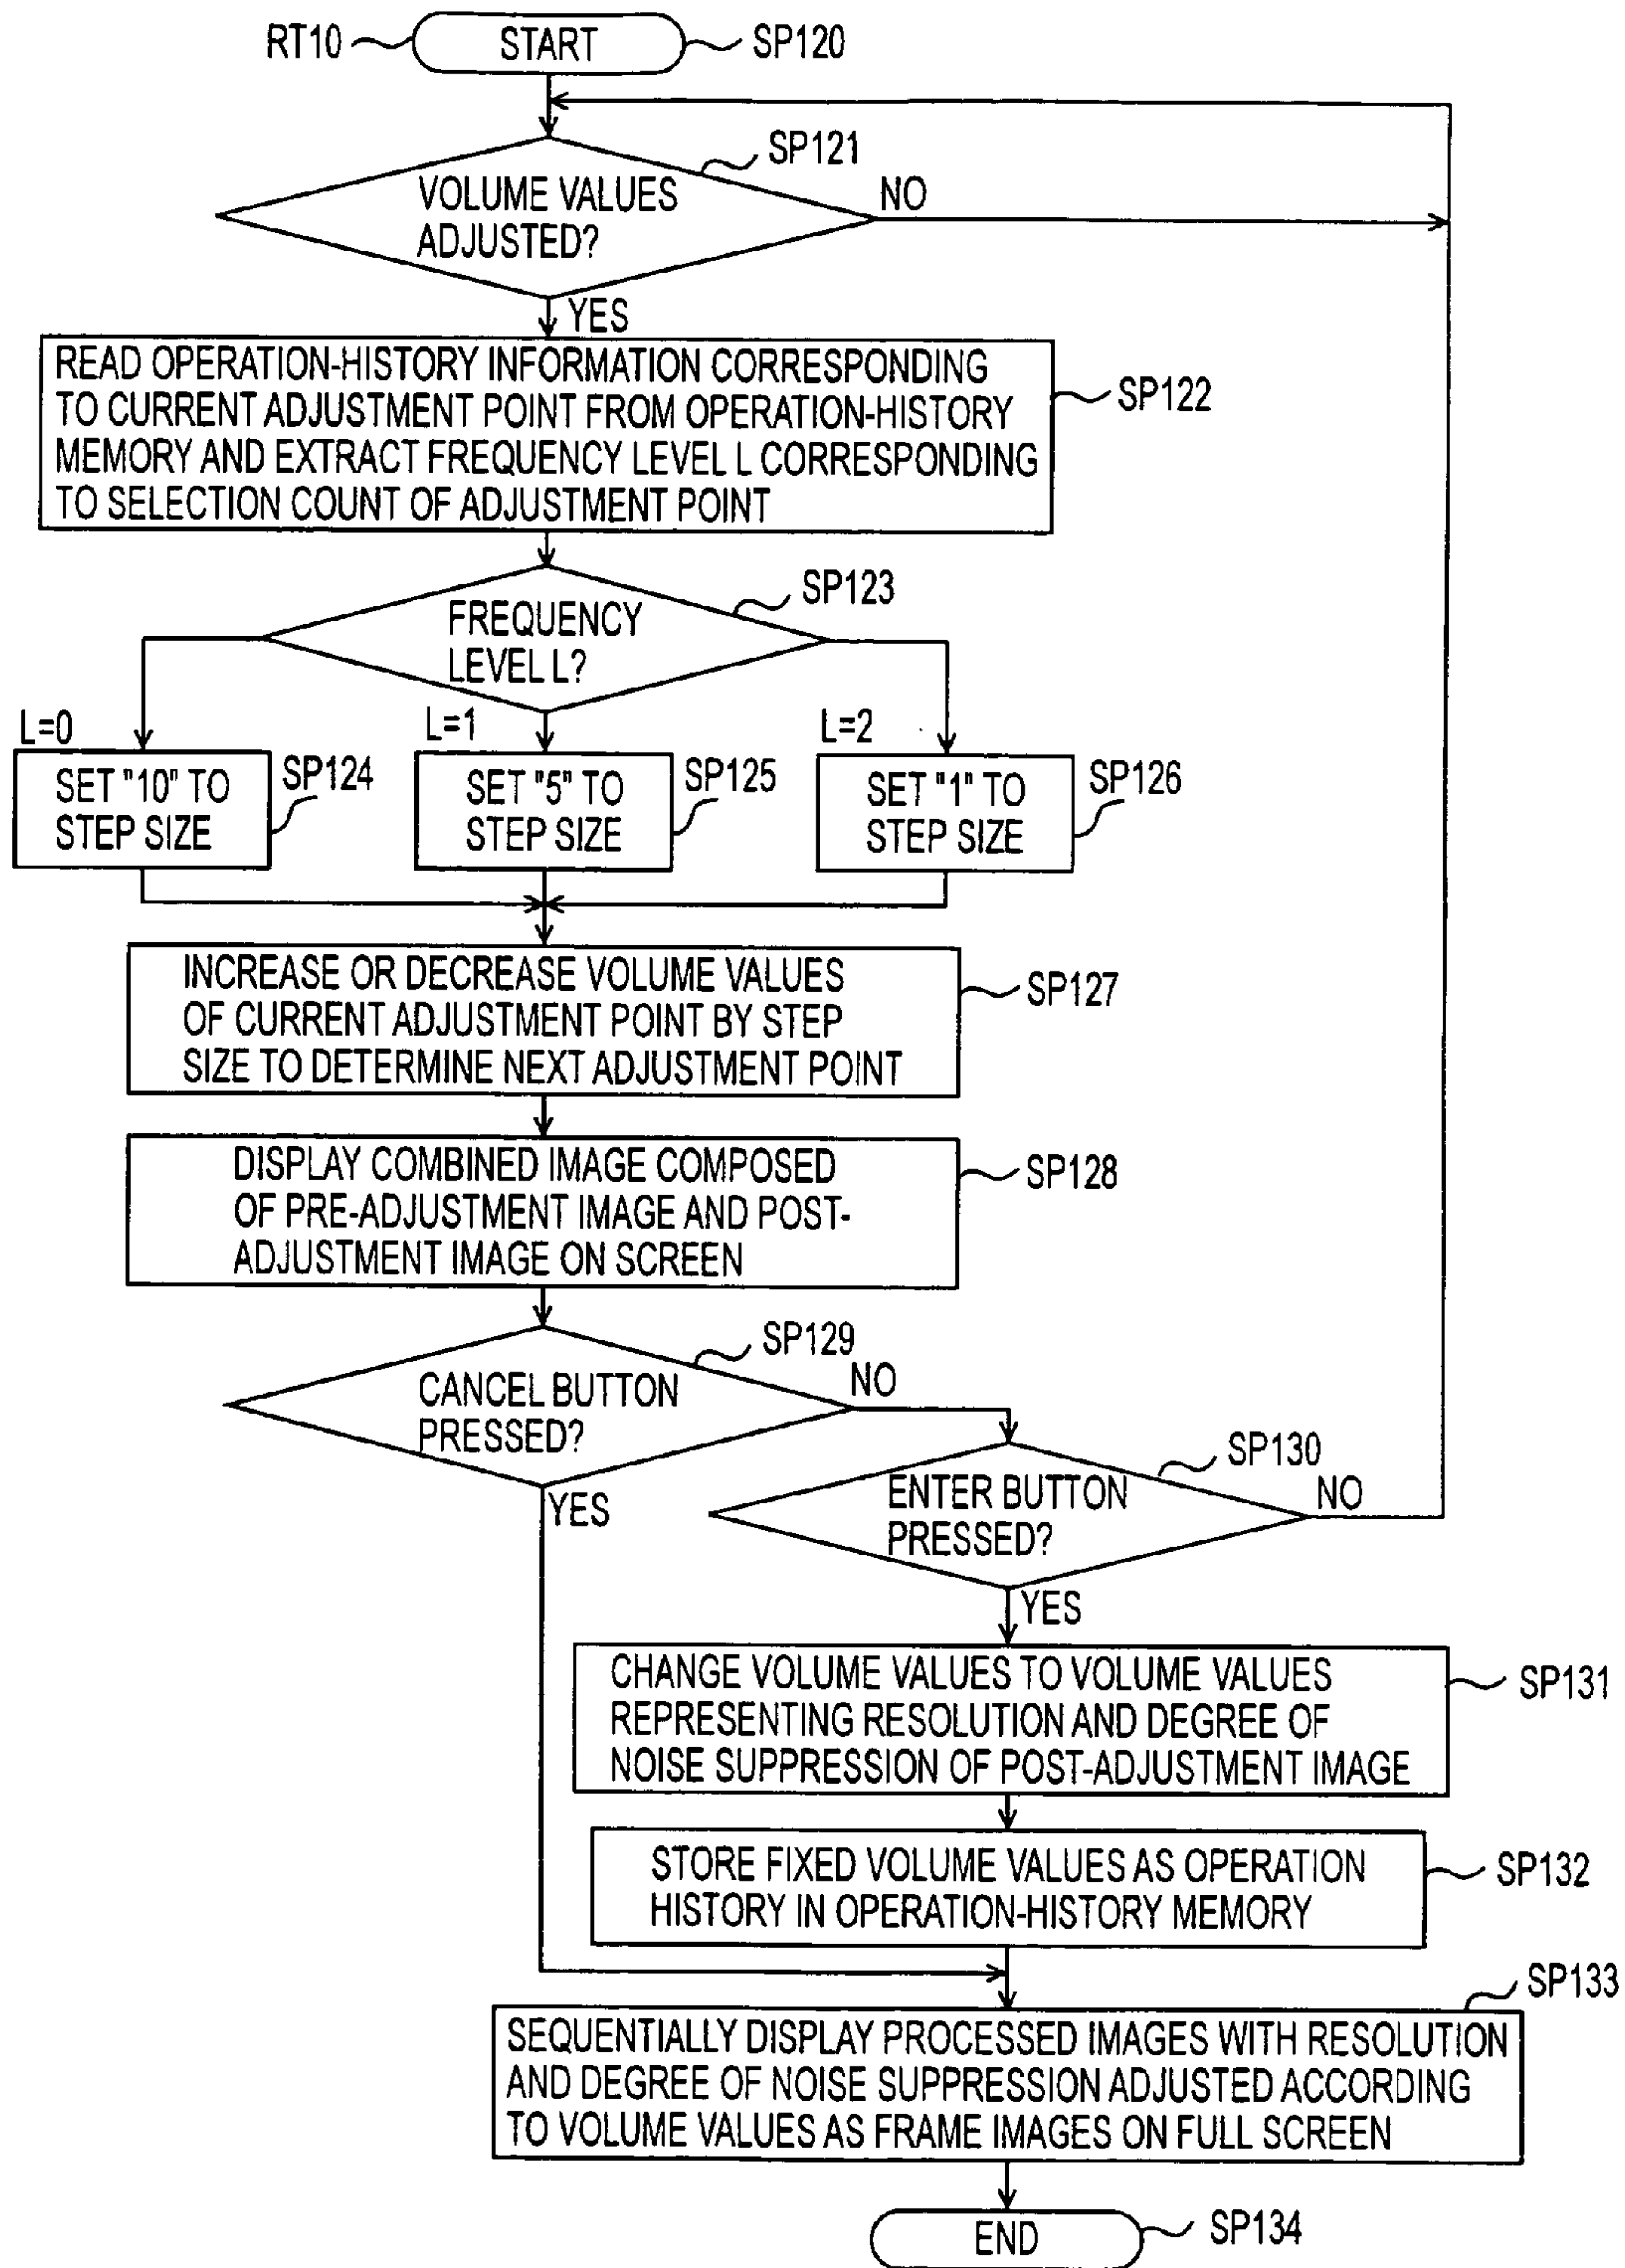 RT10
START
SP120
SP121
VOLUME VALUES
ADJUSTED?
NO
YES
READ OPERATION-HISTORY INFORMATION CORRESPONDING
TO CURRENT ADJUSTMENT POINT FROM OPERATION-HISTORY
MEMORY AND EXTRACT FREQUENCY LEVEL L CORRESPONDING
TO SELECTION COUNT OF ADJUSTMENT POINT
SP122
SP123
FREQUENCY
LEVEL L?
L=0
L=1
L=2
SET "10" TO
STEP SIZE
SP124
SET "5" TO
STEP SIZE
SP125
SET "1" TO
STEP SIZE
SP126
INCREASE OR DECREASE VOLUME VALUES
OF CURRENT ADJUSTMENT POINT BY STEP
SIZE TO DETERMINE NEXT ADJUSTMENT POINT
SP127
DISPLAY COMBINED IMAGE COMPOSED
OF PRE-ADJUSTMENT IMAGE AND POST-
ADJUSTMENT IMAGE ON SCREEN
SP128
SP129
CANCEL BUTTON
PRESSED?
NO
YES
SP130
ENTER BUTTON
PRESSED?
NO
YES
CHANGE VOLUME VALUES TO VOLUME VALUES
REPRESENTING RESOLUTION AND DEGREE OF
NOISE SUPPRESSION OF POST-ADJUSTMENT IMAGE
SP131
STORE FIXED VOLUME VALUES AS OPERATION
HISTORY IN OPERATION-HISTORY MEMORY
SP132
SP133
SEQUENTIALLY DISPLAY PROCESSED IMAGES WITH RESOLUTION
AND DEGREE OF NOISE SUPPRESSION ADJUSTED ACCORDING
TO VOLUME VALUES AS FRAME IMAGES ON FULL SCREEN
END
SP134